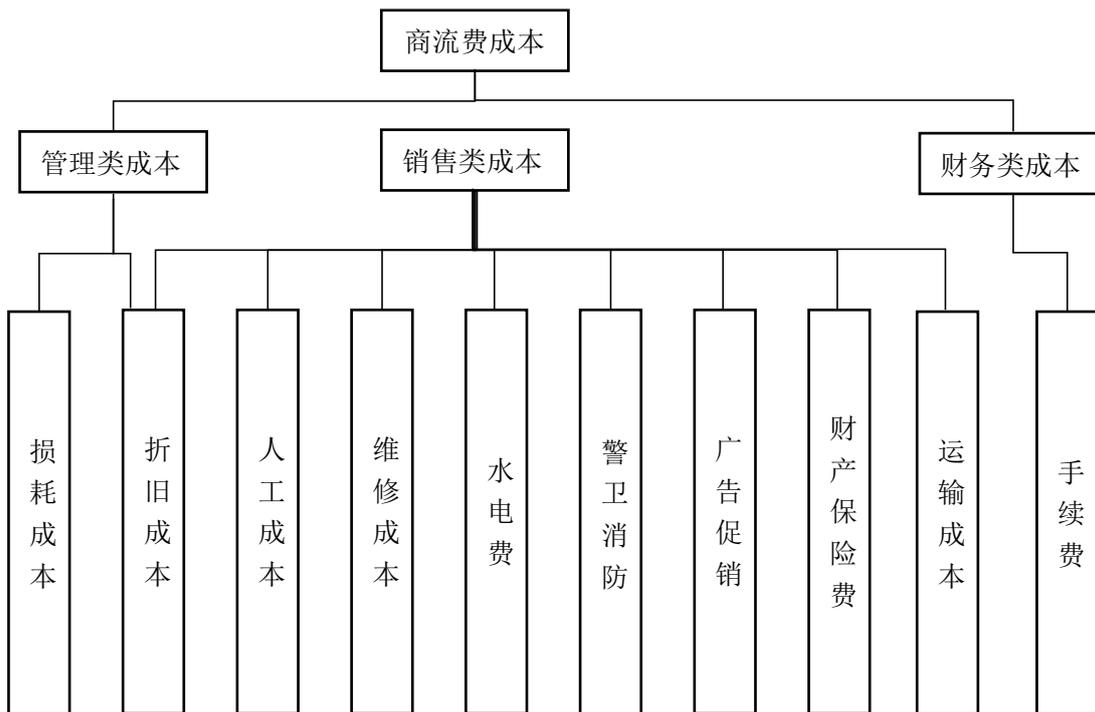 商流费成本
管理类成本
销售类成本
财务类成本
损耗成本
折旧成本
人工成本
维修成本
水电费
警卫消防
广告促销
财产保险费
运输成本
手续费